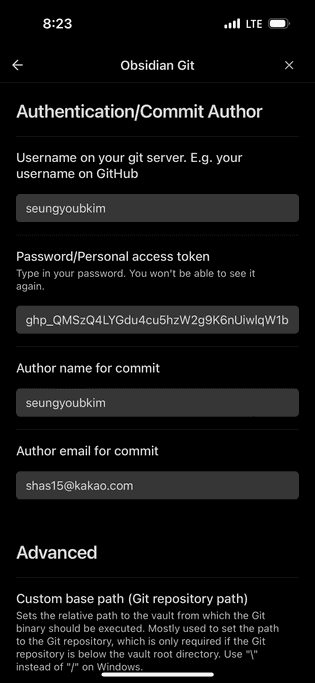 8:23
LTE
Obsidian Git
Authentication/Commit Author
Username on your git server. E.g. your
username on GitHub
seungyoubkim
Password/Personal access token
Type in your password. You won't be able to see it
again.
Author name for commit
seungyoubkim
Author email for commit
shas15@kakao.com
Advanced
Custom base path (Git repository path)
Sets the relative path to the vault from which the Git
binary should be executed. Mostly used to set the path
to the Git repository, which is only required if the Git
repository is below the vault root directory. Use "\"
instead of "/" on Windows.